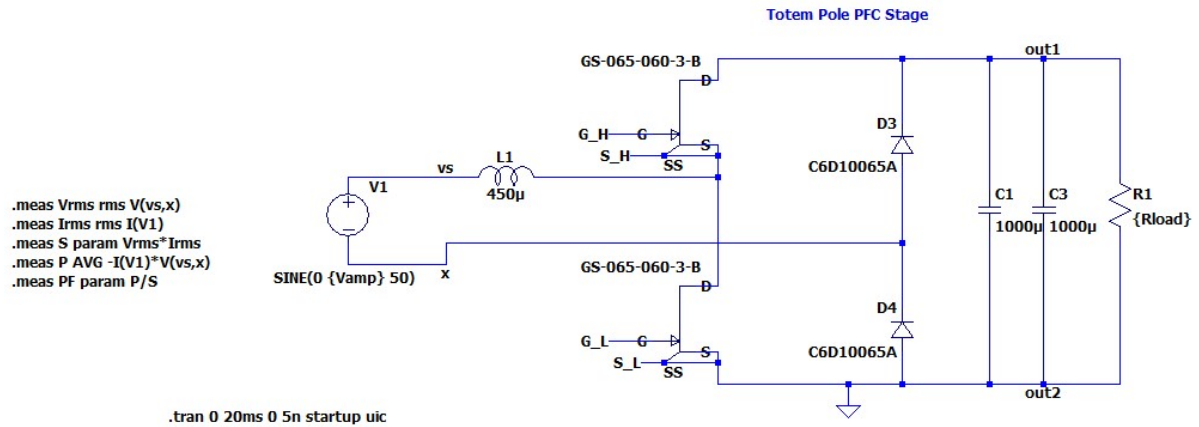 Totem Pole PFC Stage
out1
GS-065-060-3-B
D
G_H
G
S_H
S
SS
D3
C6D10065A
vs
L1
450µ
V1
C1
1000µ
C3
1000µ
R1
{Rload}
.meas Vrms rms V(vs,x)
.meas Irms rms I(V1)
.meas S param Vrms*Irms
.meas P AVG -I(V1)*V(vs,x)
.meas PF param P/S
SINE(0 {Vamp} 50)
x
GS-065-060-3-B
D
G_L
G
S_L
S
SS
D4
C6D10065A
out2
.tran 0 20ms 0 5n startup uic